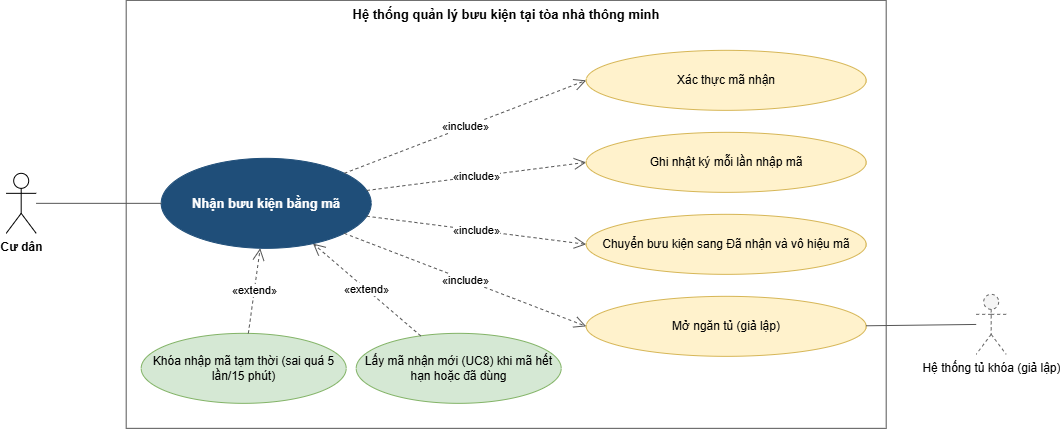 Hệ thống quản lý bưu kiện tại tòa nhà thông minh
Xác thực mã nhận
«include»
Ghi nhật ký mỗi lần nhập mã
«include»
Nhận bưu kiện bằng mã
Cư dân
«include»
Chuyển bưu kiện sang Đã nhận và vô hiệu mã
«include»
«extend»
«extend»
Mở ngăn tủ (giả lập)
Khóa nhập mã tạm thời (sai quá 5
lần/15 phút)
Lấy mã nhận mới (UC8) khi mã hết
hạn hoặc đã dùng
Hệ thống tủ khóa (giả lập)